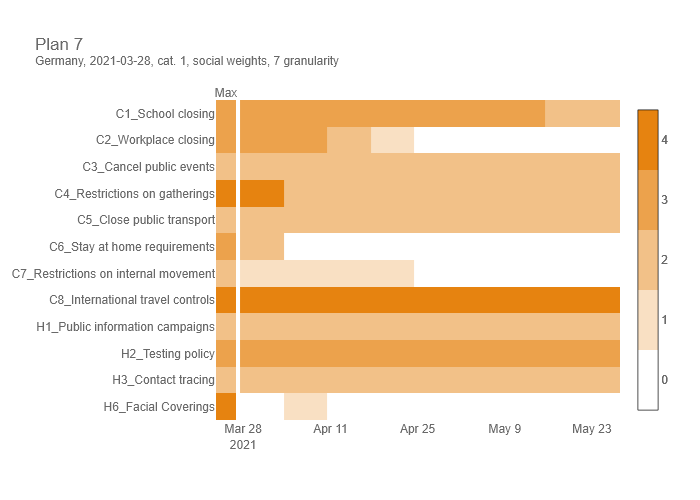 Plan 7
Germany, 2021-03-28, cat. 1, social weights, 7 granularity
Max
C1_School closing
C2_Workplace closing
C3_Cancel public events
C4_Restrictions on gatherings
C5_Close public transport
C6_Stay at home requirements
C7_Restrictions on internal movement
C8_International travel controls
H1_Public information campaigns
H2_Testing policy
H3_Contact tracing
H6_Facial Coverings
4
3
2
1
0
Mar 28 Apr 11 Apr 25 May 9 May 23
2021